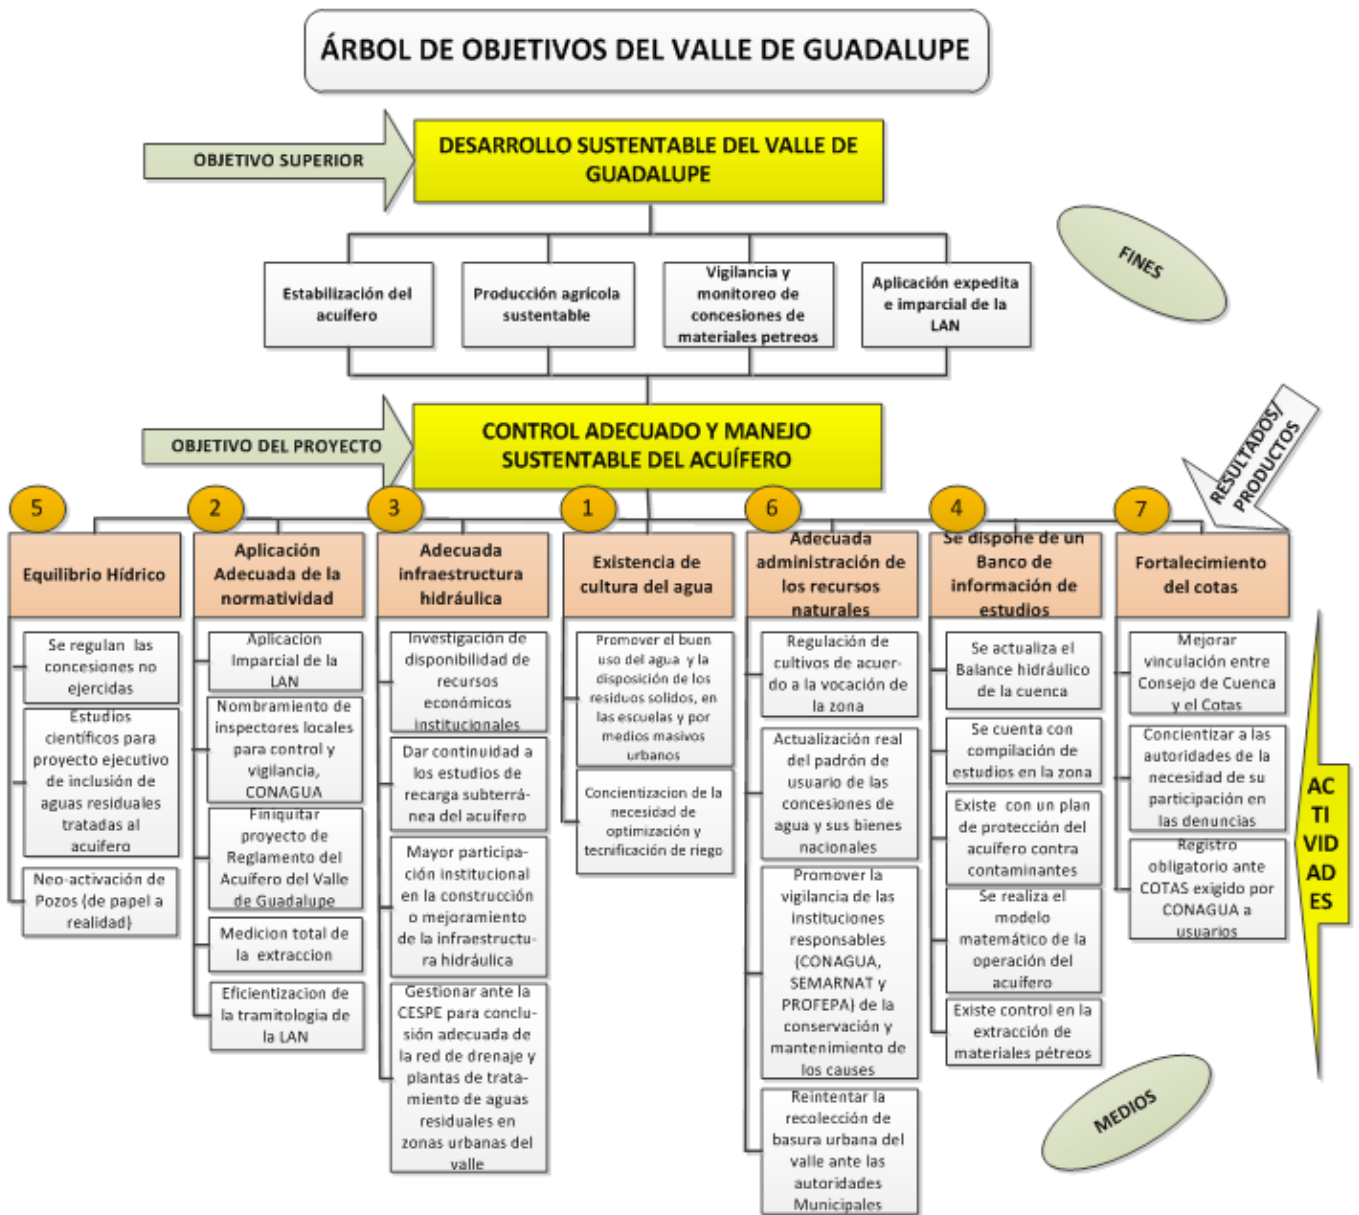 ÁRBOL DE OBJETIVOS DEL VALLE DE GUADALUPE
OBJETIVO SUPERIOR
DESARROLLO SUSTENTABLE DEL VALLE DE
GUADALUPE
FINES
Estabilización del
acuífero
Producción agrícola
sustentable
Vigilancia y
monitoreo de
concesiones de
materiales petreos
Aplicación expedita
e imparcial de la
LAN
OBJETIVO DEL PROYECTO
CONTROL ADECUADO Y MANEJO
SUSTENTABLE DEL ACUÍFERO
RESULTADOS/
PRODUCTOS
5
Equilibrio Hídrico
Se regulan las
concesiones no
ejercidas
Estudios
científicos para
proyecto ejecutivo
de inclusión de
aguas residuales
tratadas al
acuífero
Neo-activación de
Pozos (de papel a
realidad)
2
Aplicación
Adecuada de la
normatividad
Aplicacion
Imparcial de la
LAN
Nombramiento de
inspectores locales
para control y
vigilancia,
CONAGUA
Finiquitar
proyecto de
Reglamento del
Acuífero del Valle
de Guadalupe
Medicion total de
la extraccion
Eficientizacion de
la tramitologia de
la LAN
3
Adecuada
infraestructura
hidráulica
Investigación de
disponibilidad de
recursos
económicos
institucionales
Dar continuidad a
los estudios de
recarga subterrá-
nea del acuífero
Mayor participa-
ción institucional
en la construcción
o mejoramiento
de la infraestructu-
ra hidráulica
Gestionar ante la
CESPE para conclu-
sión adecuada de
la red de drenaje y
plantas de trata-
miento de aguas
residuales en
zonas urbanas del
valle
1
Existencia de
cultura del agua
Promover el buen
uso del agua y la
disposición de los
residuos solidos, en
las escuelas y por
medios masivos
urbanos
Concientizacion de la
necesidad de
optimización y
tecnificación de riego
6
Adecuada
administración de
los recursos
naturales
Regulación de
cultivos de acuer-
do a la vocación de
la zona
Actualización real
del padrón de
usuario de las
concesiones de
agua y sus bienes
nacionales
Promover la
vigilancia de las
instituciones
responsables
(CONAGUA,
SEMARNAT y
PROFEPA) de la
conservación y
mantenimiento de
los causes
Reintentar la
recolección de
basura urbana del
valle ante las
autoridades
Municipales
4
Se dispone de un
Banco de
información de
estudios
Se actualiza el
Balance hidráulico
de la cuenca
Se cuenta con
compilación de
estudios en la zona
Existe con un plan
de protección del
acuífero contra
contaminantes
Se realiza el
modelo
matemático de la
operación del
acuífero
Existe control en la
extracción de
materiales pétreos
7
Fortalecimiento
del cotas
Mejorar
vinculación entre
Consejo de Cuenca
y el Cotas
Concientizar a las
autoridades de la
necesidad de su
participación en
las denuncias
Registro
obligatorio ante
COTAS exigido por
CONAGUA a
usuarios
AC
TI
VID
AD
ES
MEDIOS